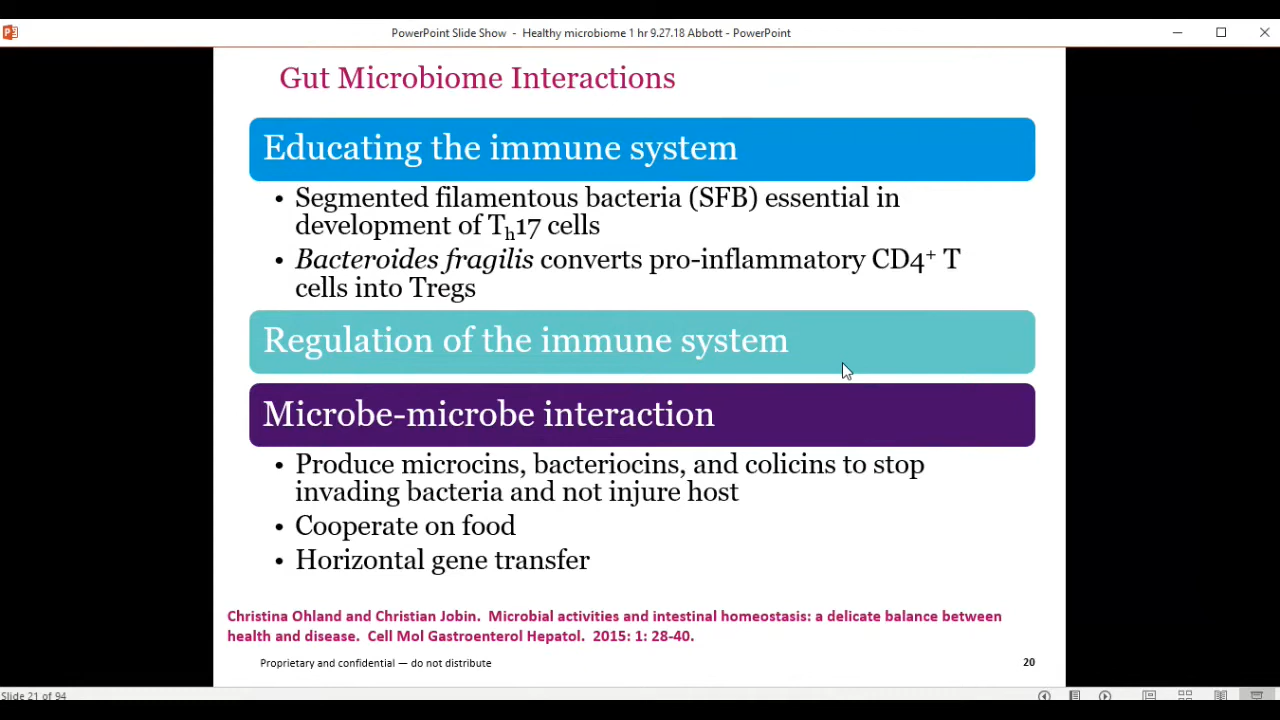 PowerPoint Slide Show - Healthy microbiome 1 hr 9.27.18 Abbott - PowerPoint
Gut Microbiome Interactions
Educating the immune system
• Segmented filamentous bacteria (SFB) essential in
development of Th17 cells
• Bacteroides fragilis converts pro-inflammatory CD4+ T
cells into Tregs
Regulation of the immune system
Microbe-microbe interaction
• Produce microcins, bacteriocins, and colicins to stop
invading bacteria and not injure host
• Cooperate on food
• Horizontal gene transfer
Christina Ohland and Christian Jobin. Microbial activities and intestinal homeostasis: a delicate balance between
health and disease. Cell Mol Gastroenterol Hepatol. 2015: 1: 28-40.
Proprietary and confidential — do not distribute
20
Slide 21 of 94